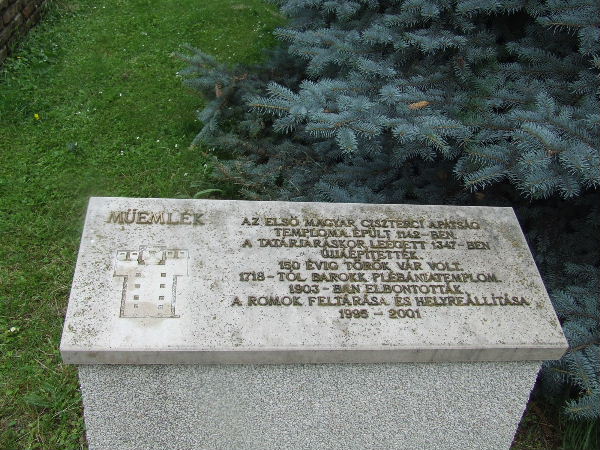 MŰEMLÉK
AZ ELSŐ MAGYAR CISZTERCI APÁTSÁG
TEMPLOMA ÉPÜLT 1142-BEN.
A TATÁRJÁRÁSKOR LEÉGETT 1347-BEN
ÚJJÁÉPÍTETTÉK.
150 ÉVIG TÖRÖK VÁR VOLT.
1718-TÓL BAROKK PLÉBÁNIATEMPLOM.
1903-BAN ELBONTOTTÁK.
A ROMOK FELTÁRÁSA ÉS HELYREÁLLÍTÁSA
1995-2001